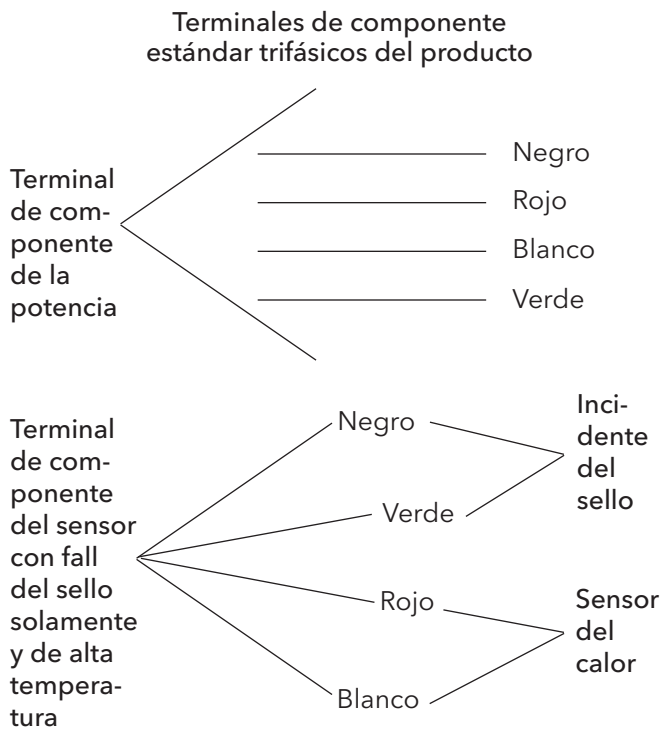 Terminales de componente
estándar trifásicos del producto
Terminal
de com-
ponente
de la
potencia
Negro
Rojo
Blanco
Verde
Terminal
de com-
ponente
del sensor
con fall
del sello
solamente
y de alta
tempera-
tura
Negro
Verde
Rojo
Blanco
Inci-
dente
del
sello
Sensor
del
calor